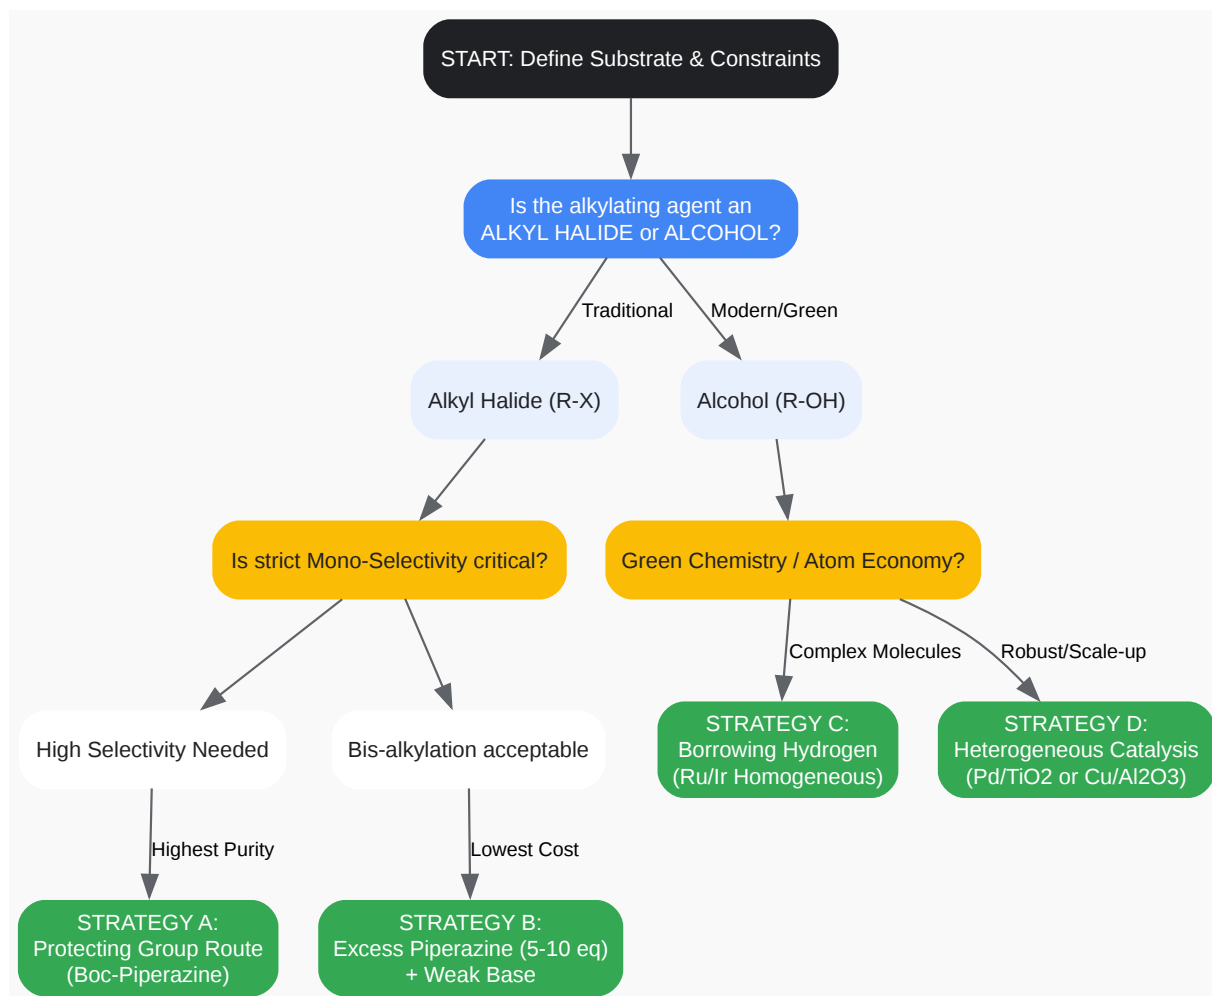 START: Define Substrate & Constraints
Is the alkylating agent an
ALKYL HALIDE or ALCOHOL?
Traditional
Modern/Green
Alkyl Halide (R-X)
Alcohol (R-OH)
Is strict Mono-Selectivity critical?
Green Chemistry / Atom Economy?
Complex Molecules
Robust/Scale-up
High Selectivity Needed
Bis-alkylation acceptable
STRATEGY C:
Borrowing Hydrogen
(Ru/Ir Homogeneous)
STRATEGY D:
Heterogeneous Catalysis
(Pd/TiO2 or Cu/Al2O3)
Highest Purity
Lowest Cost
STRATEGY A:
Protecting Group Route
(Boc-Piperazine)
STRATEGY B:
Excess Piperazine (5-10 eq)
+ Weak Base